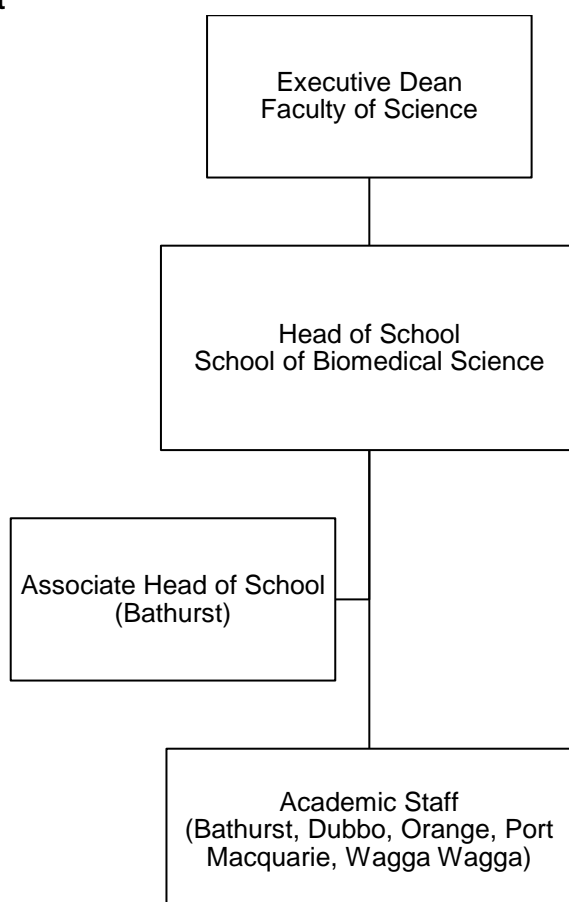 Executive Dean
Faculty of Science
Head of School
School of Biomedical Science
Associate Head of School
(Bathurst)
Academic Staff
(Bathurst, Dubbo, Orange, Port
Macquarie, Wagga Wagga)